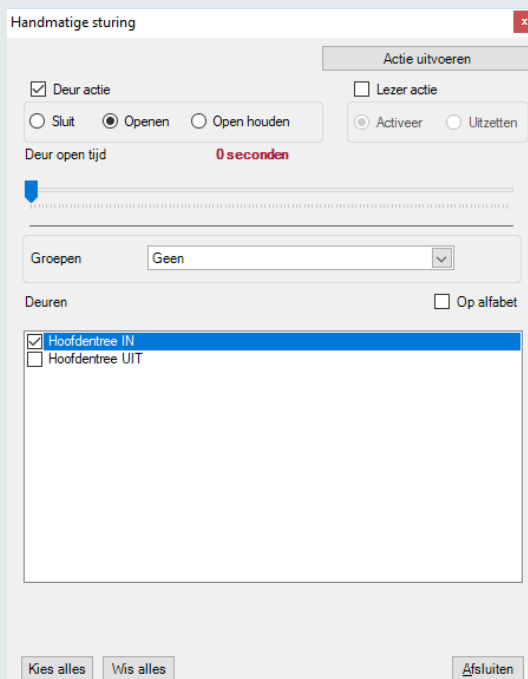 Handmatige sturing x
Actie uitvoeren
Deur actie Lezer actie
Sluit Openen Open houden Activeer Uitzetten
Deur open tijd 0 seconden
Groepen Geen
Deuren Op alfabet
Hoofdentree IN
Hoofdentree UIT
Kies alles Wis alles Afsluiten